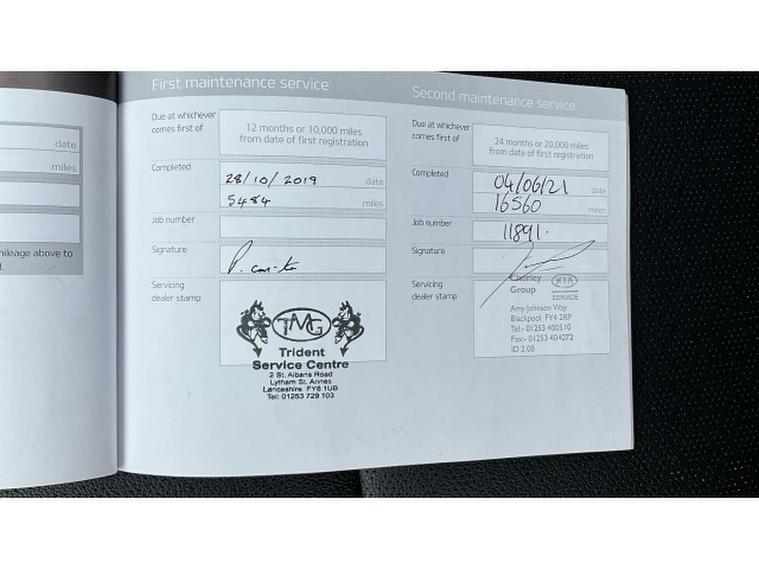 date
miles
mileage above to
First maintenance service
Due at whichever
comes first of
12 months or 10,000 miles
from date of first registration
Completed
28/10/2019 date
5484 miles
Job number
Signature
Servicing
dealer stamp
TMG
Trident
Service Centre
2 St. Albans Road
Lytham St. Annes
Lancashire FY8 1UB
Tel: 01253 729 103
Second maintenance service
Due at whichever
comes first of
24 months or 20,000 miles
from date of first registration
Completed
04/06/21 date
16560 miles
Job number
11891.
Signature
Servicing
dealer stamp
Chorley
Group
KIA
SERVICE
Amy Johnson Way
Blackpool FY4 2RP
Tel:- 01253 400510
Fax:- 01253 404072
ID 2.08